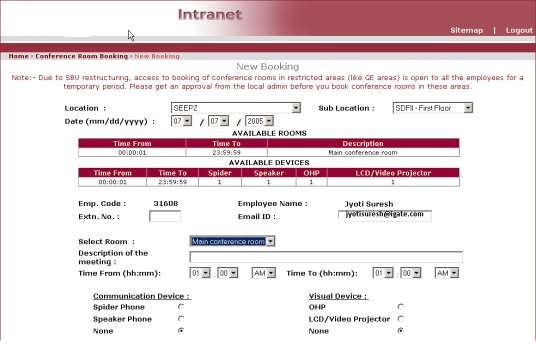 Intranet
Sitemap | Logout
Home > Conference Room Booking > New Booking
New Booking
Note:- Due to SBU restructuring, access to booking of conference rooms in restricted areas (like GE areas) is open to all the employees for a
temporary period. Please get an approval from the local admin before you book conference rooms in these areas.
Location : SEEPZ Sub Location : SDFII - First Floor
Date (mm/dd/yyyy) : 07 / 07 / 2005
AVAILABLE ROOMS
Time From Time To Description
00:00:01 23:59:59 Main conference room
AVAILABLE DEVICES
Time From Time To Spider Speaker OHP LCD/Video Projector
00:00:01 23:59:59 1 1 1 1
Emp. Code : 31608 Employee Name : Jyoti Suresh
Extn. No. : Email ID : jyotisuresh@igate.com
Select Room : Main conference room
Description of the
meeting :
Time From (hh:mm): 01 : 00 AM Time To (hh:mm): 01 : 00 AM
Communication Device : Visual Device :
Spider Phone OHP
Speaker Phone LCD/Video Projector
None None